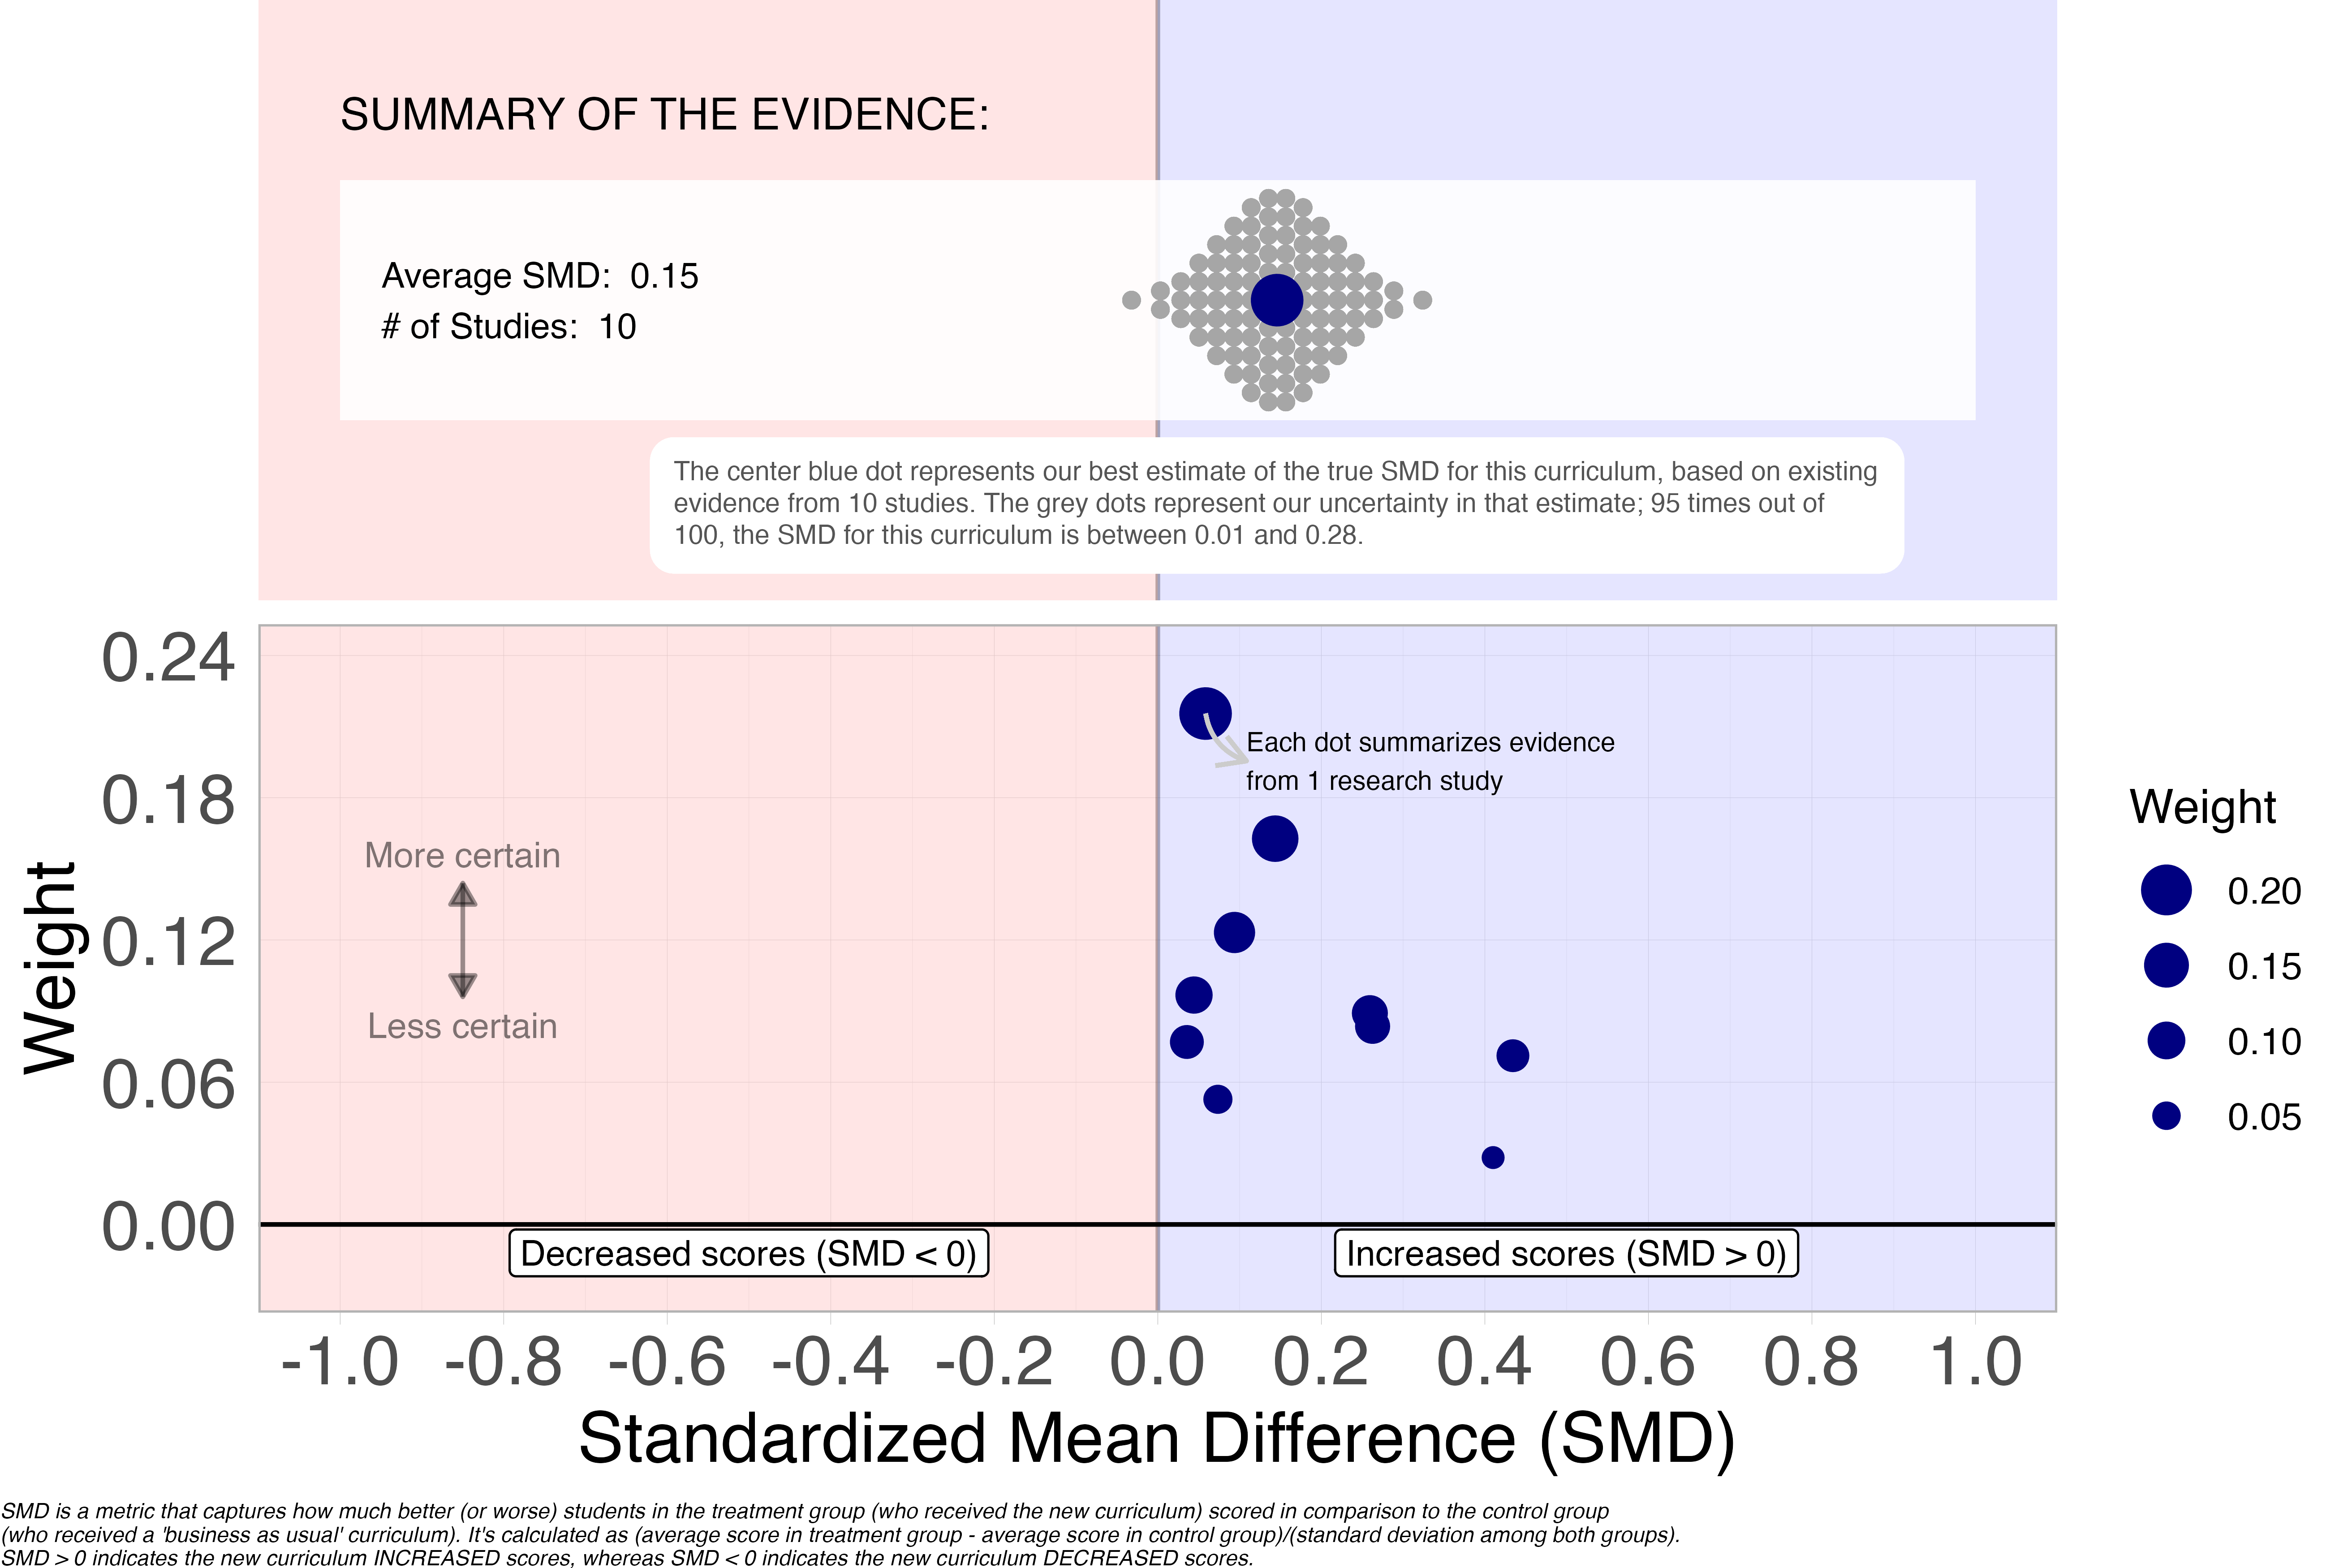 SUMMARY OF THE EVIDENCE:
Average SMD: 0.15
# of Studies: 10
The center blue dot represents our best estimate of the true SMD for this curriculum, based on existing
evidence from 10 studies. The grey dots represent our uncertainty in that estimate; 95 times out of
100, the SMD for this curriculum is between 0.01 and 0.28.
0.24
0.18
0.12
0.06
0.00
Weight
Each dot summarizes evidence
from 1 research study
More certain
Less certain
Decreased scores (SMD < 0)
Increased scores (SMD > 0)
Weight
0.20
0.15
0.10
0.05
-1.0 -0.8 -0.6 -0.4 -0.2 0.0 0.2 0.4 0.6 0.8 1.0
Standardized Mean Difference (SMD)
SMD is a metric that captures how much better (or worse) students in the treatment group (who received the new curriculum) scored in comparison to the control group
(who received a 'business as usual' curriculum). It's calculated as (average score in treatment group - average score in control group)/(standard deviation among both groups).
SMD > 0 indicates the new curriculum INCREASED scores, whereas SMD < 0 indicates the new curriculum DECREASED scores.